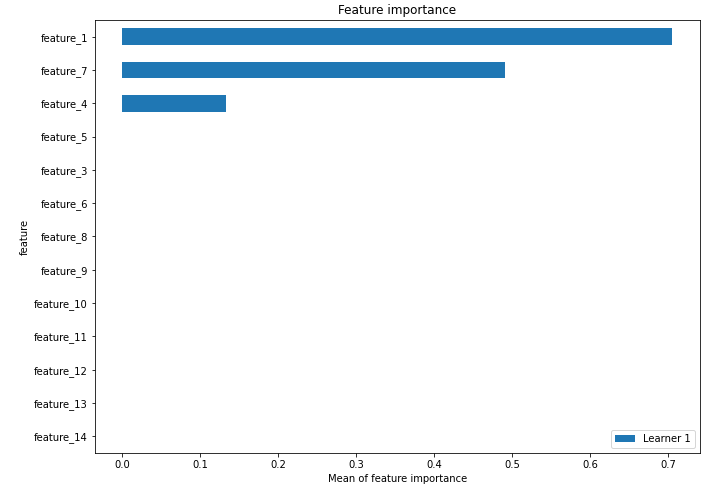 Feature importance
feature_1
feature_7
feature_4
feature_5
feature_3
feature_6
feature_8
feature_9
feature_10
feature_11
feature_12
feature_13
feature_14
feature
Learner 1
0.0 0.1 0.2 0.3 0.4 0.5 0.6 0.7
Mean of feature importance